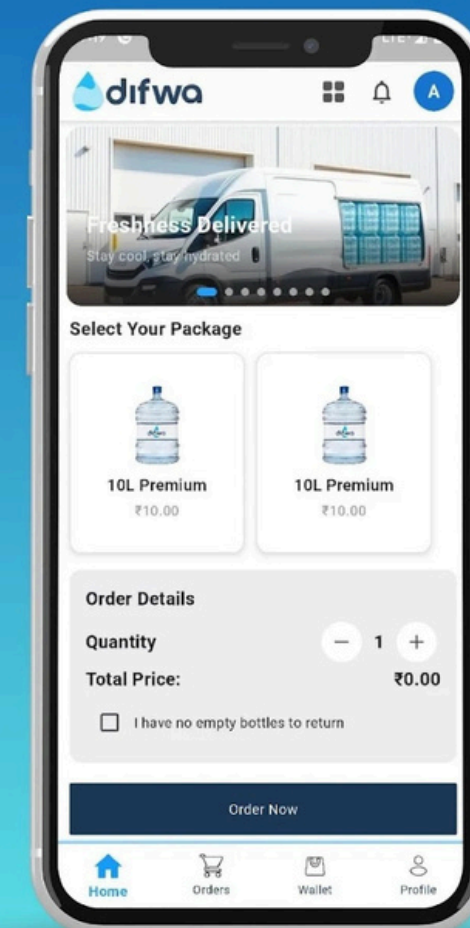 difwa
A
Freshness Delivered
Stay cool, stay hydrated
Select Your Package
difwa
difwa
10L Premium
10L Premium
₹10.00
₹10.00
Order Details
Quantity
− 1 +
Total Price:
₹0.00
I have no empty bottles to return
Order Now
Home
Orders
Wallet
Profile